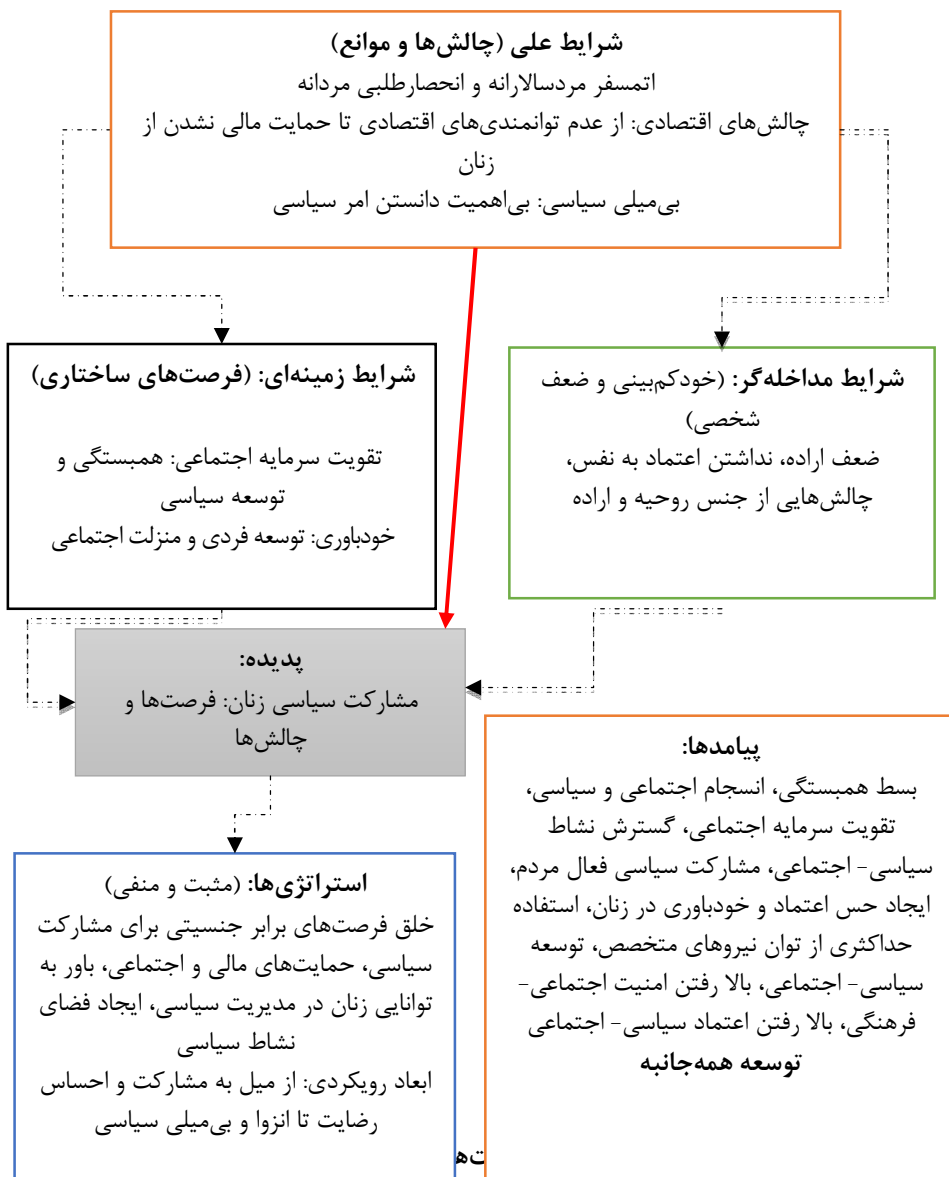 شرایط علی (چالش‌ها و موانع)
اتمسفر مردسالارانه و انحصارطلبی مردانه
چالش‌های اقتصادی: از عدم توانمندی‌های اقتصادی تا حمایت مالی نشدن از
زنان
بی‌میلی سیاسی: بی‌اهمیت دانستن امر سیاسی
شرایط مداخله‌گر: (خودکم‌بینی و ضعف
شخصی)
ضعف اراده، نداشتن اعتماد به نفس،
چالش‌هایی از جنس روحیه و اراده
شرایط زمینه‌ای: (فرصت‌های ساختاری)
تقویت سرمایه اجتماعی: همبستگی و
توسعه سیاسی
خودباوری: توسعه فردی و منزلت اجتماعی
پدیده:
مشارکت سیاسی زنان: فرصت‌ها و
چالش‌ها
پیامدها:
بسط همبستگی، انسجام اجتماعی و سیاسی،
تقویت سرمایه اجتماعی، گسترش نشاط
سیاسی- اجتماعی، مشارکت سیاسی فعال مردم،
ایجاد حس اعتماد و خودباوری در زنان، استفاده
حداکثری از توان نیروهای متخصص، توسعه
سیاسی- اجتماعی، بالا رفتن امنیت اجتماعی-
فرهنگی، بالا رفتن اعتماد سیاسی- اجتماعی
توسعه همه‌جانبه
استراتژی‌ها: (مثبت و منفی)
خلق فرصت‌های برابر جنسیتی برای مشارکت
سیاسی، حمایت‌های مالی و اجتماعی، باور به
توانایی زنان در مدیریت سیاسی، ایجاد فضای
نشاط سیاسی
ابعاد رویکردی: از میل به مشارکت و احساس
رضایت تا انزوا و بی‌میلی سیاسی